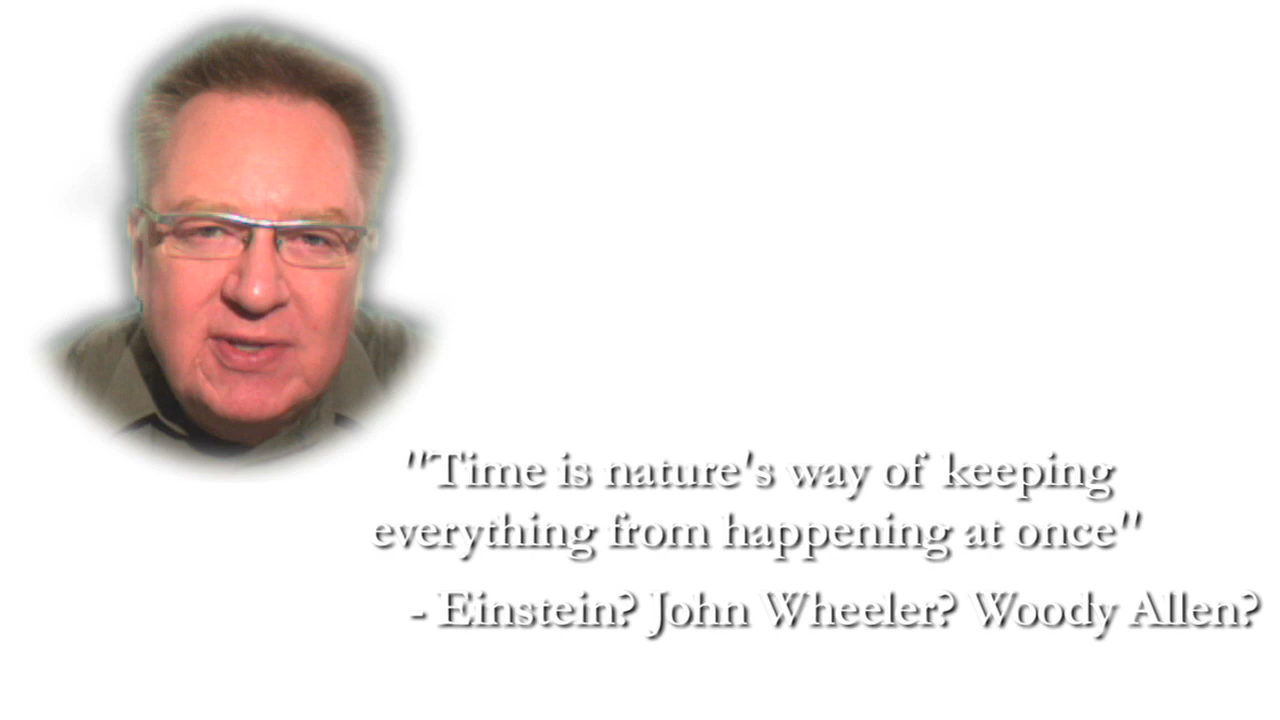 "Time is nature's way of keeping
everything from happening at once"
- Einstein? John Wheeler? Woody Allen?